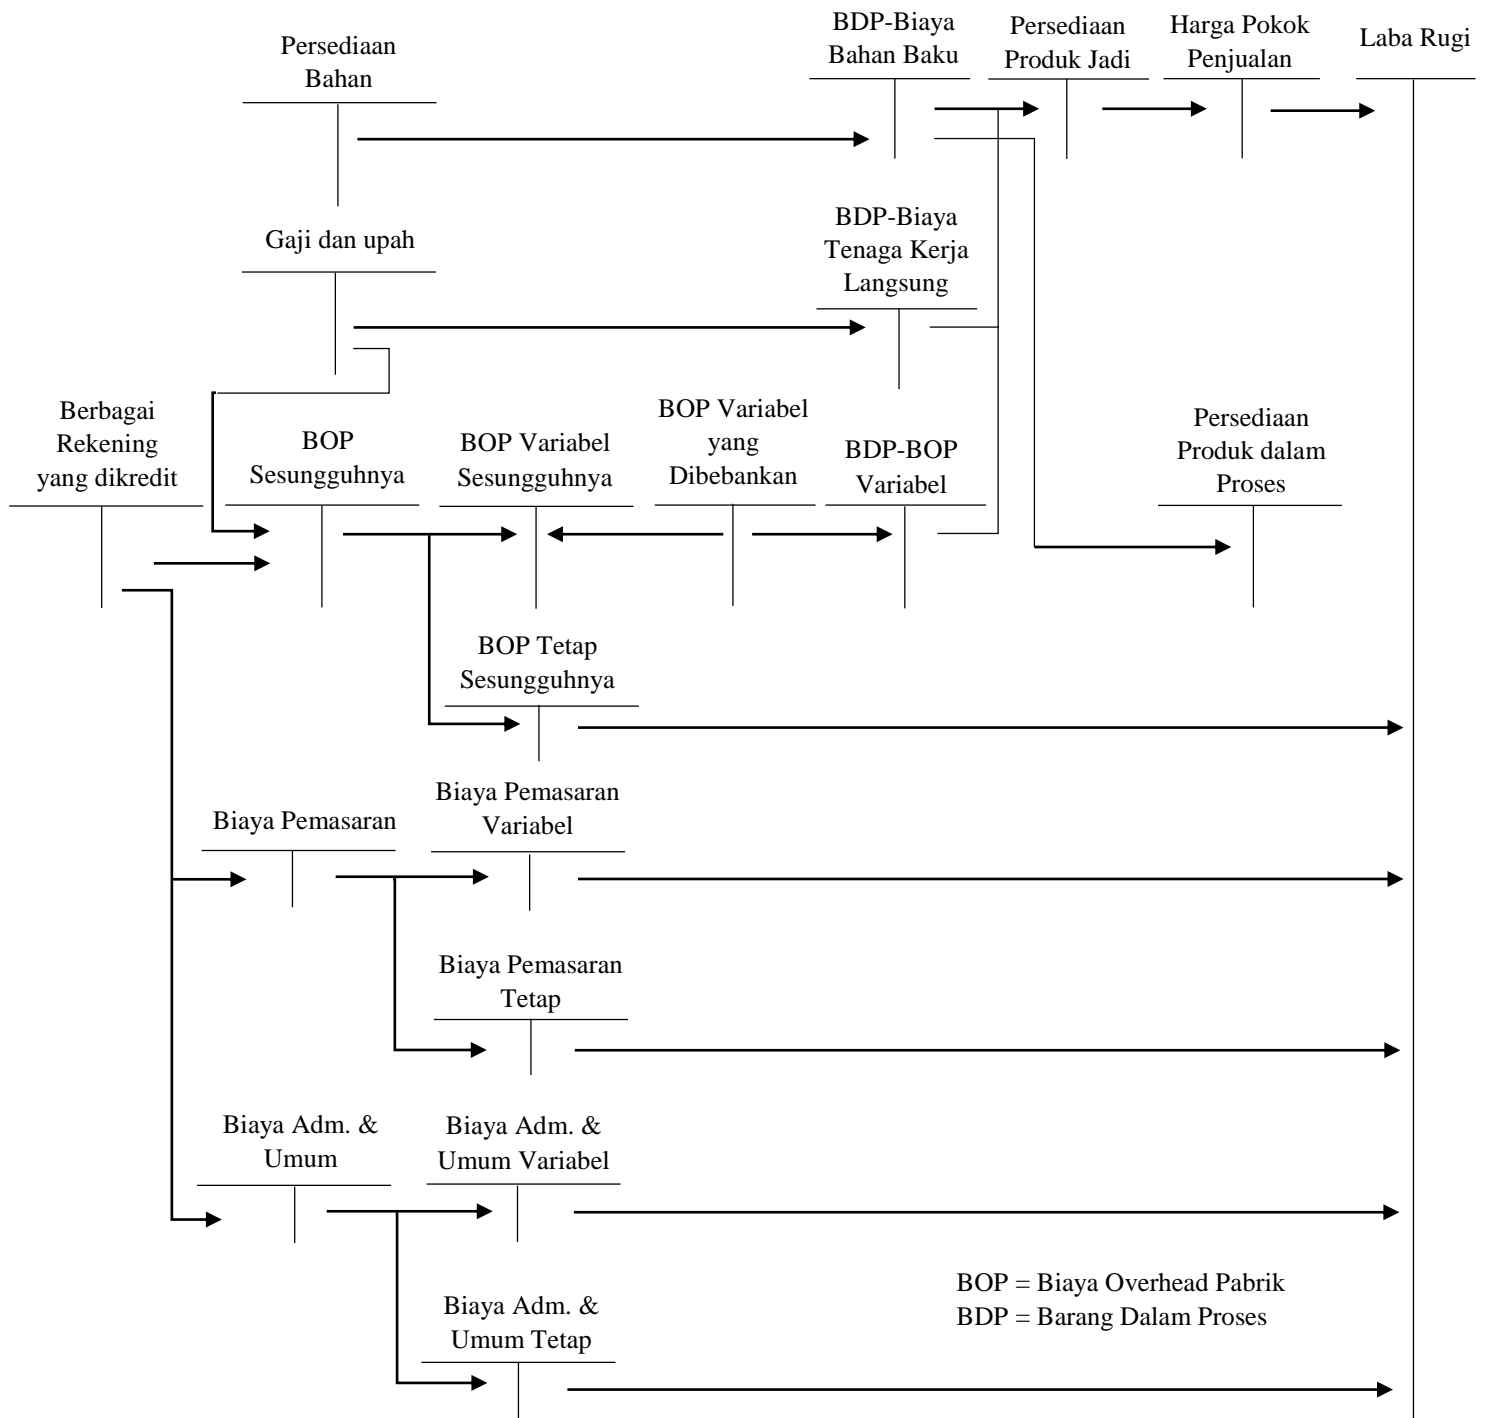 Persediaan
Bahan
BDP-Biaya
Bahan Baku
Persediaan
Produk Jadi
Harga Pokok
Penjualan
Laba Rugi
Gaji dan upah
BDP-Biaya
Tenaga Kerja
Langsung
Berbagai
Rekening
yang dikredit
BOP
Sesungguhnya
BOP Variabel
Sesungguhnya
BOP Variabel
yang
Dibebankan
BDP-BOP
Variabel
Persediaan
Produk dalam
Proses
BOP Tetap
Sesungguhnya
Biaya Pemasaran
Biaya Pemasaran
Variabel
Biaya Pemasaran
Tetap
Biaya Adm. &
Umum
Biaya Adm. &
Umum Variabel
Biaya Adm. &
Umum Tetap
BOP = Biaya Overhead Pabrik
BDP = Barang Dalam Proses